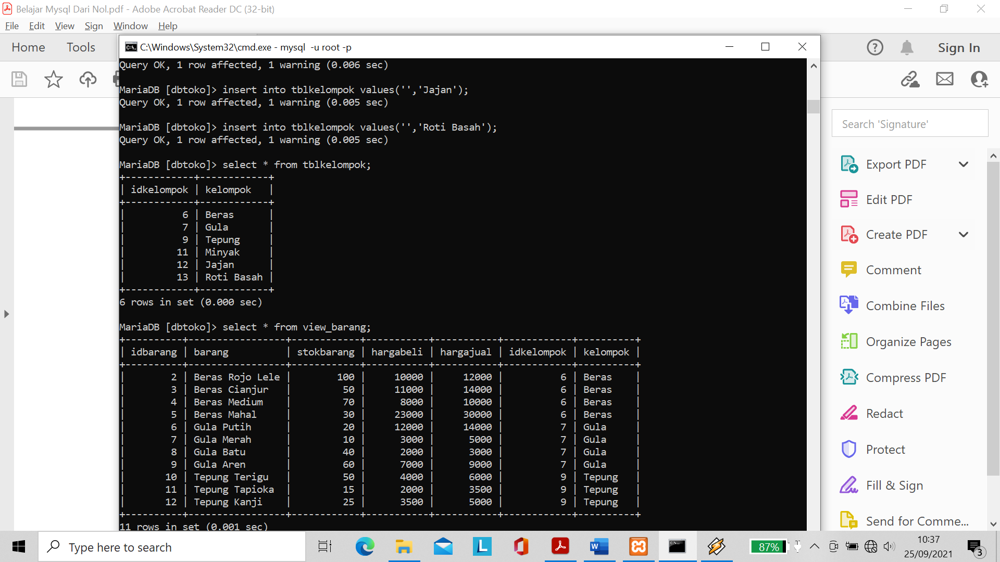 Belajar Mysql Dari Nol.pdf - Adobe Acrobat Reader DC (32-bit)
File Edit View Sign Window Help
Home Tools
Sign In
C:\Windows\System32\cmd.exe - mysql  -u root -p
Query OK, 1 row affected, 1 warning (0.006 sec)
MariaDB [dbtoko]> insert into tblkelompok values('','Jajan');
Query OK, 1 row affected, 1 warning (0.005 sec)
MariaDB [dbtoko]> insert into tblkelompok values('','Roti Basah');
Query OK, 1 row affected, 1 warning (0.005 sec)
MariaDB [dbtoko]> select * from tblkelompok;
+------------+------------+
| idkelompok | kelompok   |
+------------+------------+
|          6 | Beras      |
|          7 | Gula       |
|          9 | Tepung     |
|         11 | Minyak     |
|         12 | Jajan      |
|         13 | Roti Basah |
+------------+------------+
6 rows in set (0.000 sec)
MariaDB [dbtoko]> select * from view_barang;
+----------+-----------------+------------+-----------+-----------+------------+----------+
| idbarang | barang          | stokbarang | hargabeli | hargajual | idkelompok | kelompok |
+----------+-----------------+------------+-----------+-----------+------------+----------+
|        2 | Beras Rojo Lele |        100 |     10000 |     12000 |          6 | Beras    |
|        3 | Beras Cianjur   |         50 |     11000 |     14000 |          6 | Beras    |
|        4 | Beras Medium    |         70 |      8000 |     10000 |          6 | Beras    |
|        5 | Beras Mahal     |         30 |     23000 |     30000 |          6 | Beras    |
|        6 | Gula Putih      |         20 |     12000 |     14000 |          7 | Gula     |
|        7 | Gula Merah      |         10 |      3000 |      5000 |          7 | Gula     |
|        8 | Gula Batu       |         40 |      2000 |      3000 |          7 | Gula     |
|        9 | Gula Aren       |         60 |      7000 |      9000 |          7 | Gula     |
|       10 | Tepung Terigu   |         50 |      4000 |      6000 |          9 | Tepung   |
|       11 | Tepung Tapioka  |         15 |      2000 |      3500 |          9 | Tepung   |
|       12 | Tepung Kanji    |         25 |      3500 |      5000 |          9 | Tepung   |
+----------+-----------------+------------+-----------+-----------+------------+----------+
11 rows in set (0.001 sec)
Search 'Signature'
Export PDF
Edit PDF
Create PDF
Comment
Combine Files
Organize Pages
Compress PDF
Redact
Protect
Fill & Sign
Send for Comme...
Type here to search
87%
10:37
25/09/2021
3